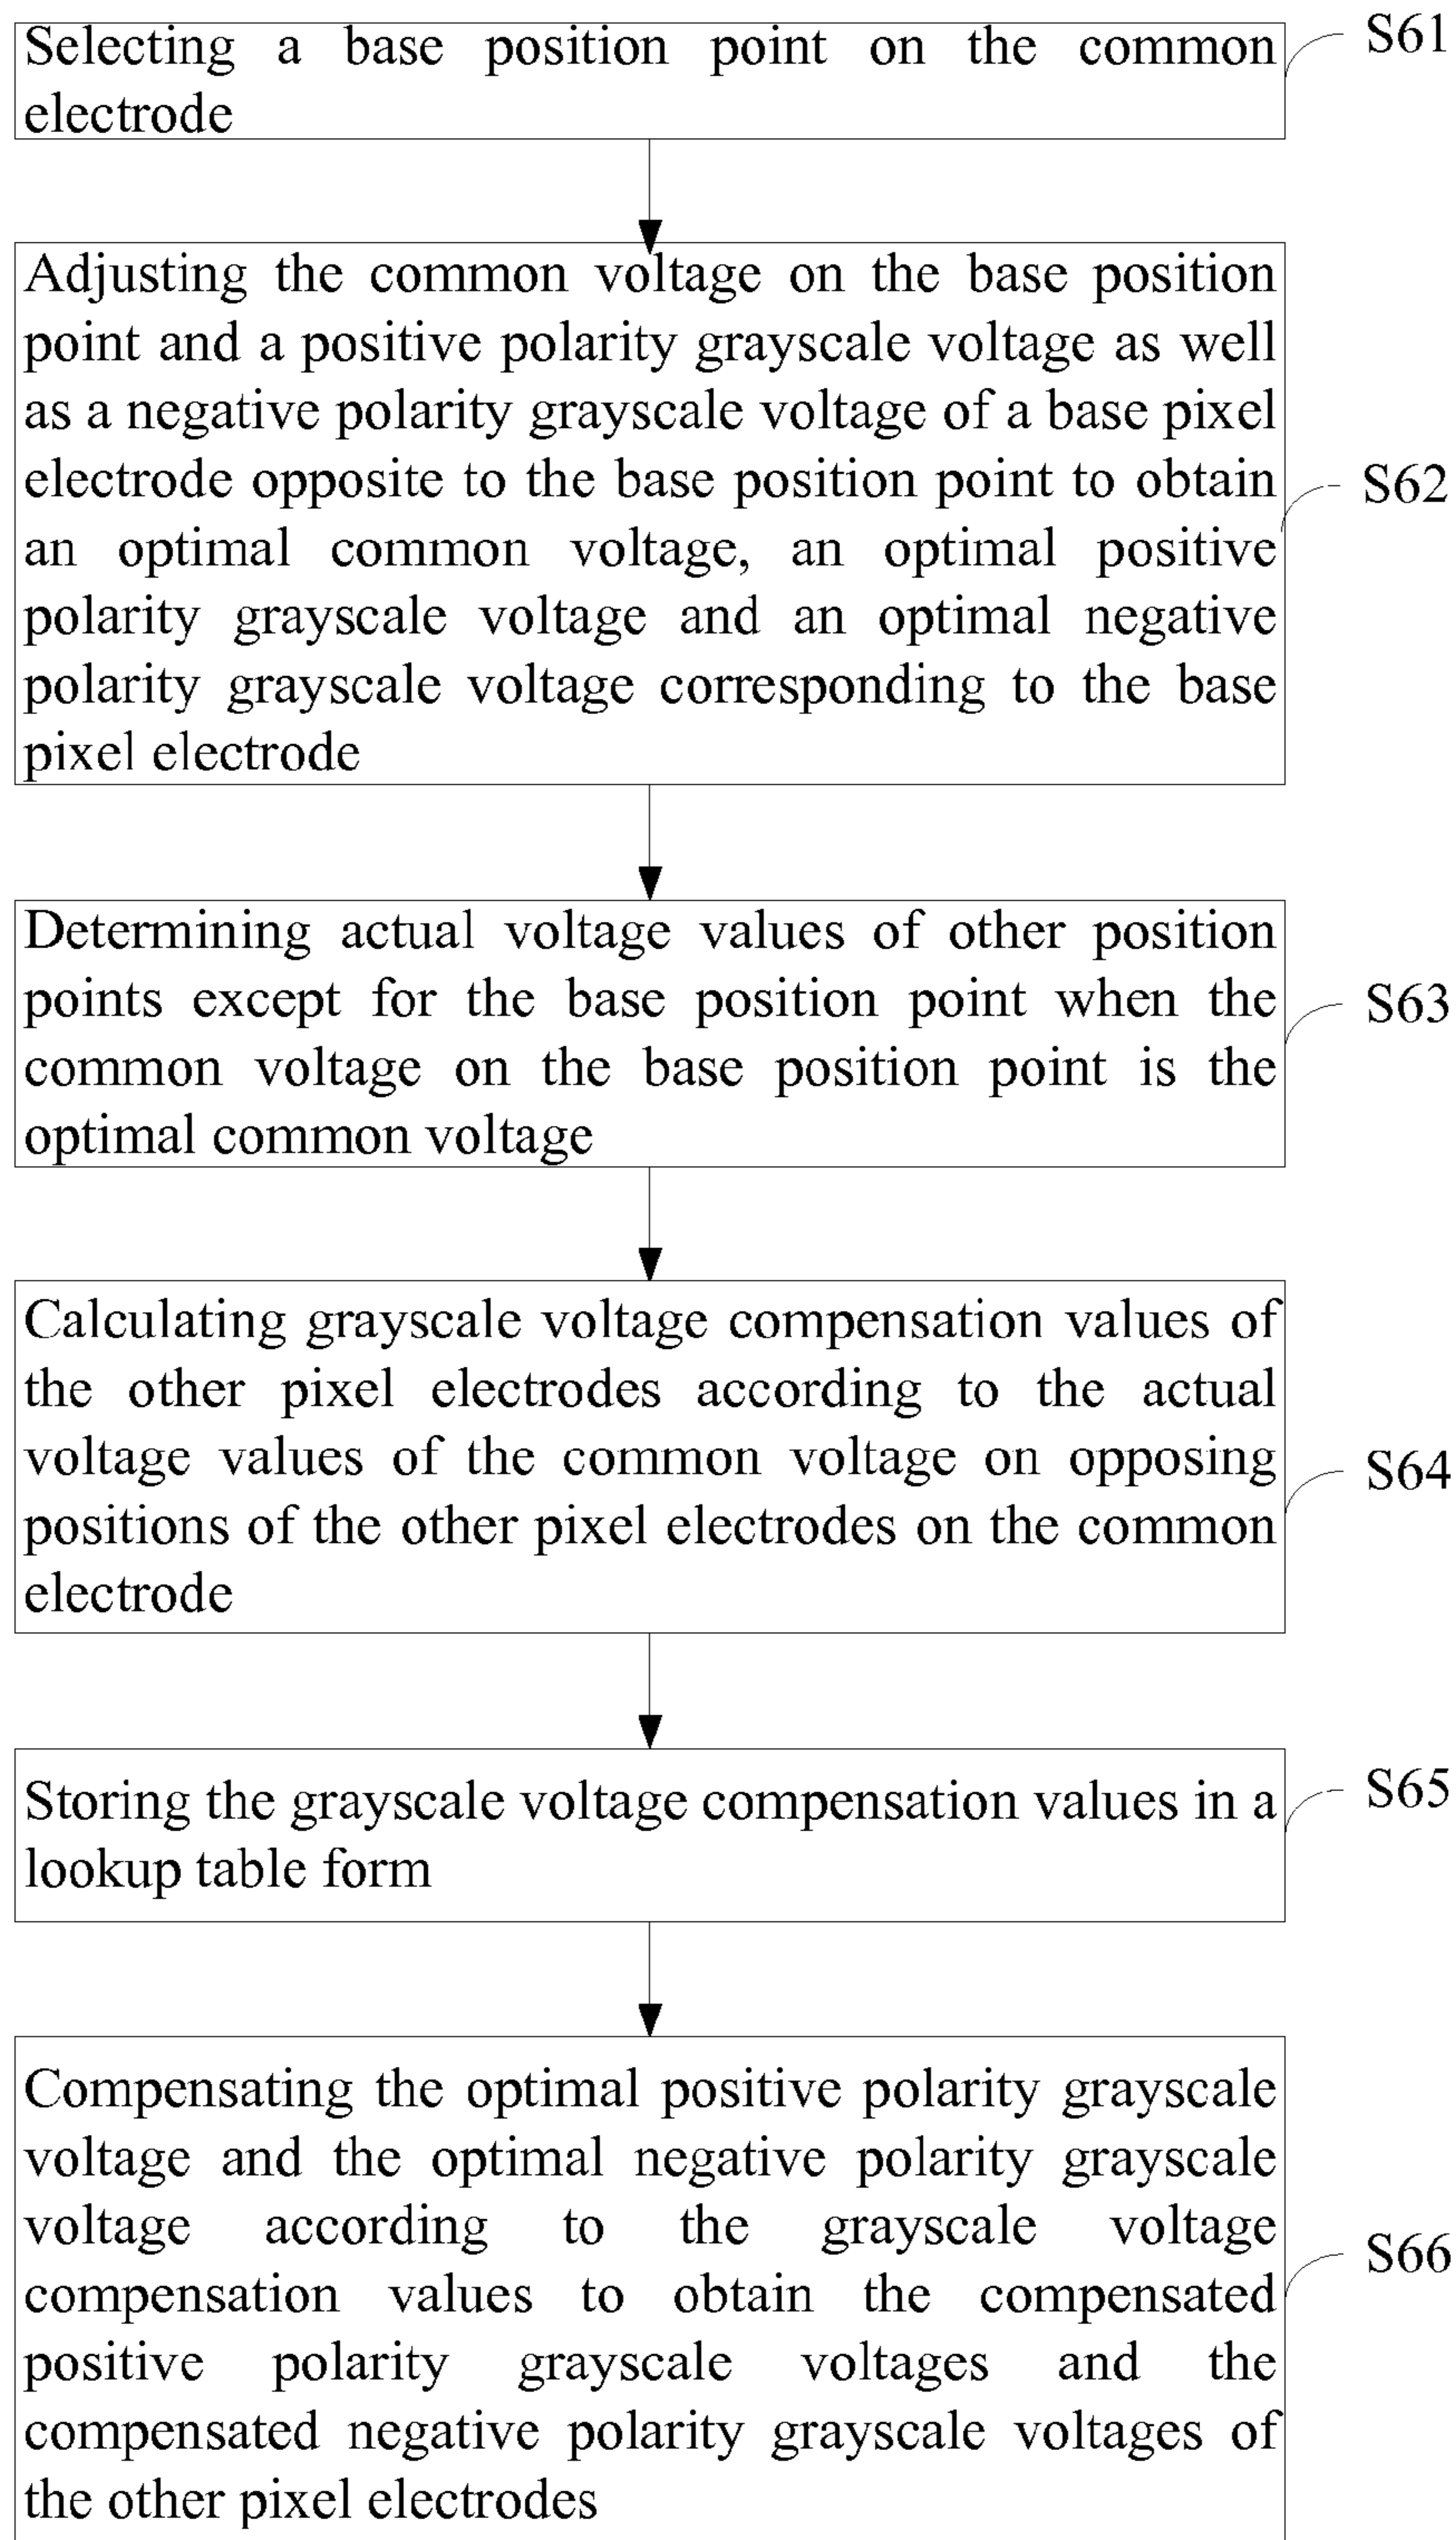 Selecting a base position point on the common
electrode
S61
Adjusting the common voltage on the base position
point and a positive polarity grayscale voltage as well
as a negative polarity grayscale voltage of a base pixel
electrode opposite to the base position point to obtain
an optimal common voltage, an optimal positive
polarity grayscale voltage and an optimal negative
polarity grayscale voltage corresponding to the base
pixel electrode
S62
Determining actual voltage values of other position
points except for the base position point when the
common voltage on the base position point is the
optimal common voltage
S63
Calculating grayscale voltage compensation values of
the other pixel electrodes according to the actual
voltage values of the common voltage on opposing
positions of the other pixel electrodes on the common
electrode
S64
Storing the grayscale voltage compensation values in a
lookup table form
S65
Compensating the optimal positive polarity grayscale
voltage and the optimal negative polarity grayscale
voltage according to the grayscale voltage
compensation values to obtain the compensated
positive polarity grayscale voltages and the
compensated negative polarity grayscale voltages of
the other pixel electrodes
S66